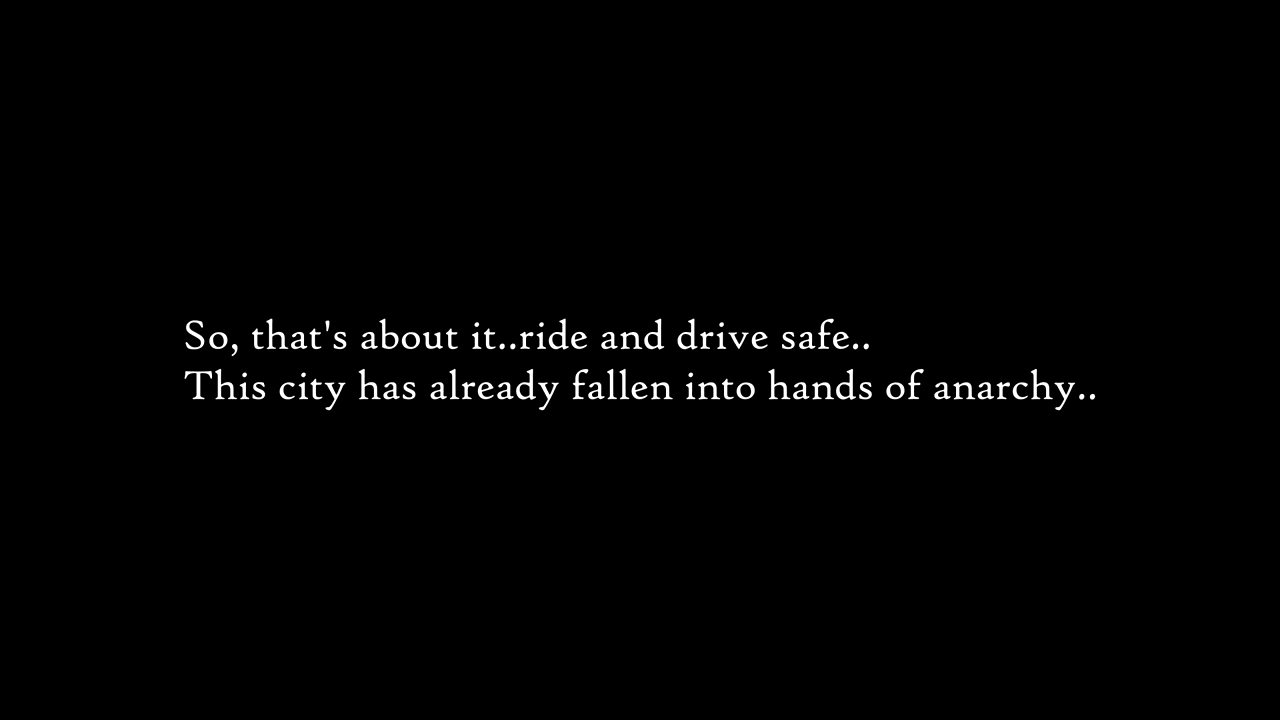 So, that's about it..ride and drive safe..
This city has already fallen into hands of anarchy..